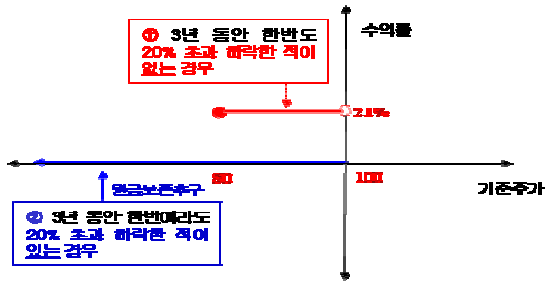 수익률
① 3년 동안 한반도
20% 초과 하락한 적이
없는 경우
21%
80
100
기준주가
원금보존추구
② 3년 동안 한번이라도
20% 초과 하락한 적이
있는 경우